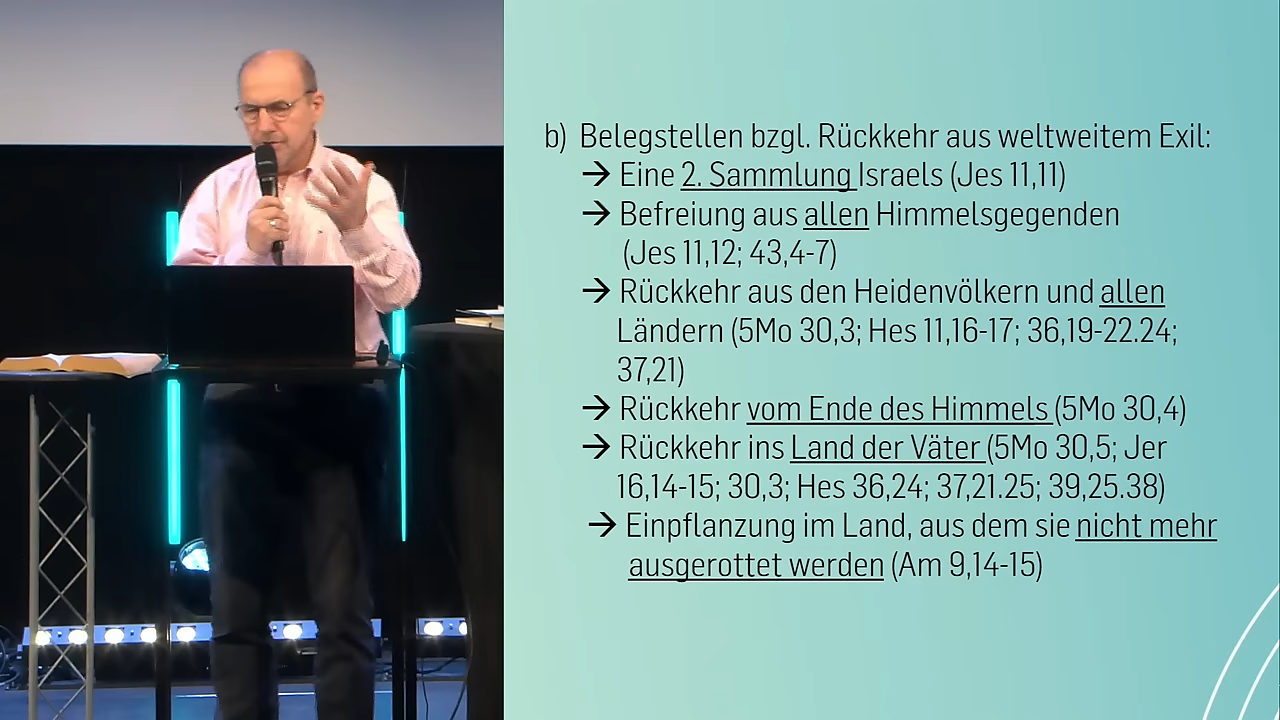 b) Belegstellen bzgl. Rückkehr aus weltweitem Exil:
→ Eine 2. Sammlung Israels (Jes 11,11)
→ Befreiung aus allen Himmelsgegenden
(Jes 11,12; 43,4-7)
→ Rückkehr aus den Heidenvölkern und allen
Ländern (5Mo 30,3; Hes 11,16-17; 36,19-22.24;
37,21)
→ Rückkehr vom Ende des Himmels (5Mo 30,4)
→ Rückkehr ins Land der Väter (5Mo 30,5; Jer
16,14-15; 30,3; Hes 36,24; 37,21.25; 39,25.38)
→ Einpflanzung im Land, aus dem sie nicht mehr
ausgerottet werden (Am 9,14-15)